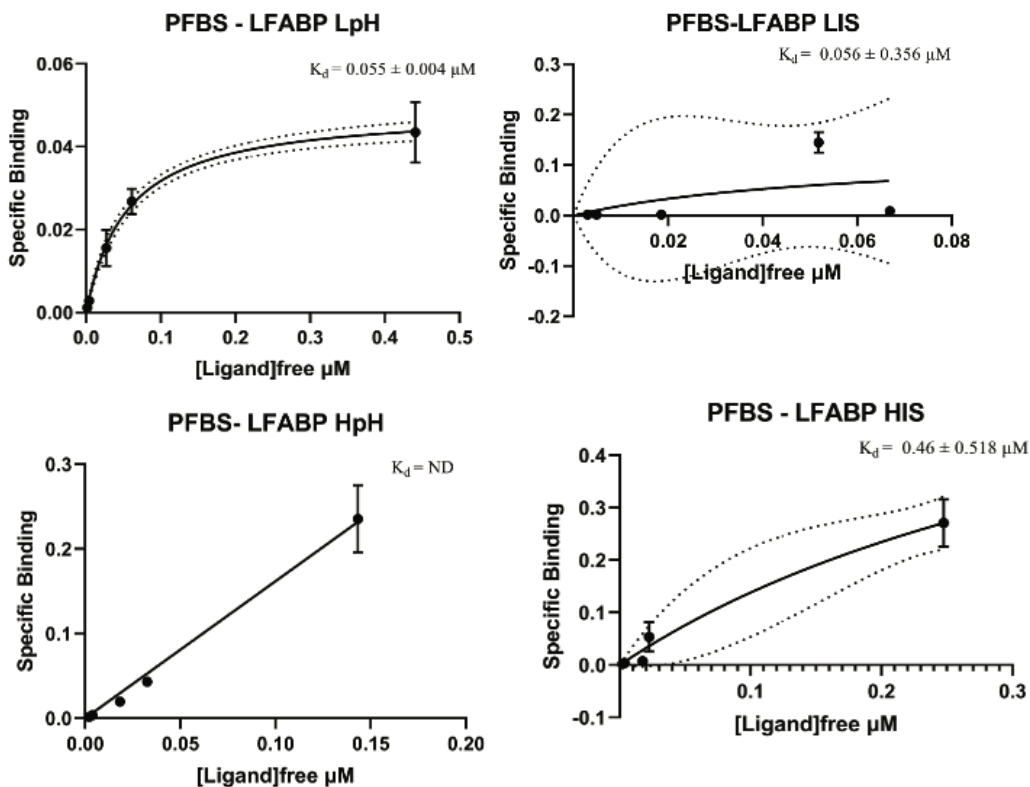 PFBS - LFABP LpH
K_d = 0.055 ± 0.004 µM
Specific Binding
0.06
0.04
0.02
0.00
0.0 0.1 0.2 0.3 0.4 0.5
[Ligand]free µM
PFBS-LFABP LIS
K_d = 0.056 ± 0.356 µM
Specific Binding
0.3
0.2
0.1
0.0
-0.1
-0.2
0.02 0.04 0.06 0.08
[Ligand]free µM
PFBS- LFABP HpH
K_d = ND
Specific Binding
0.3
0.2
0.1
0.0
0.00 0.05 0.10 0.15 0.20
[Ligand]free µM
PFBS - LFABP HIS
K_d = 0.46 ± 0.518 µM
Specific Binding
0.4
0.3
0.2
0.1
0.0
-0.1
0.1 0.2 0.3
[Ligand]free µM